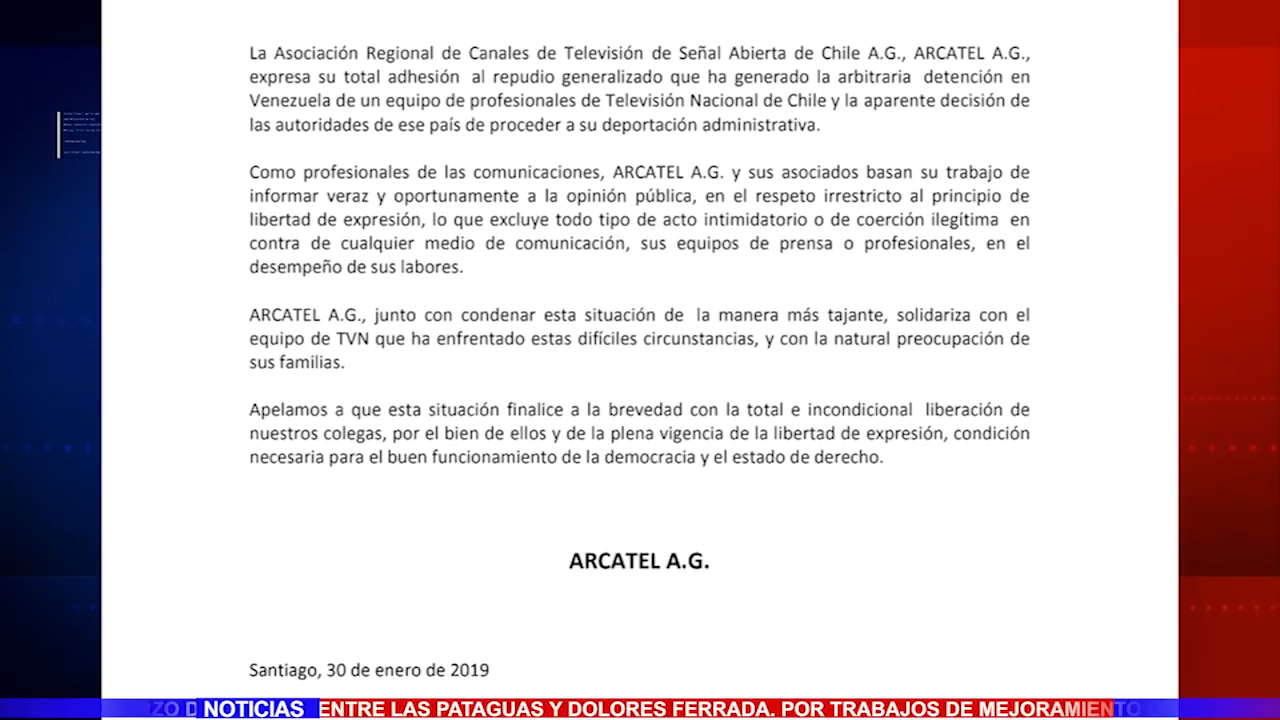 La Asociación Regional de Canales de Televisión de Señal Abierta de Chile A.G., ARCATEL A.G.,
expresa su total adhesión al repudio generalizado que ha generado la arbitraria detención en
Venezuela de un equipo de profesionales de Televisión Nacional de Chile y la aparente decisión de
las autoridades de ese país de proceder a su deportación administrativa.
Como profesionales de las comunicaciones, ARCATEL A.G. y sus asociados basan su trabajo de
informar veraz y oportunamente a la opinión pública, en el respeto irrestricto al principio de
libertad de expresión, lo que excluye todo tipo de acto intimidatorio o de coerción ilegítima en
contra de cualquier medio de comunicación, sus equipos de prensa o profesionales, en el
desempeño de sus labores.
ARCATEL A.G., junto con condenar esta situación de la manera más tajante, solidariza con el
equipo de TVN que ha enfrentado estas difíciles circunstancias, y con la natural preocupación de
sus familias.
Apelamos a que esta situación finalice a la brevedad con la total e incondicional liberación de
nuestros colegas, por el bien de ellos y de la plena vigencia de la libertad de expresión, condición
necesaria para el buen funcionamiento de la democracia y el estado de derecho.
ARCATEL A.G.
Santiago, 30 de enero de 2019
ZO D NOTICIAS ENTRE LAS PATAGUAS Y DOLORES FERRADA. POR TRABAJOS DE MEJORAMIENTO